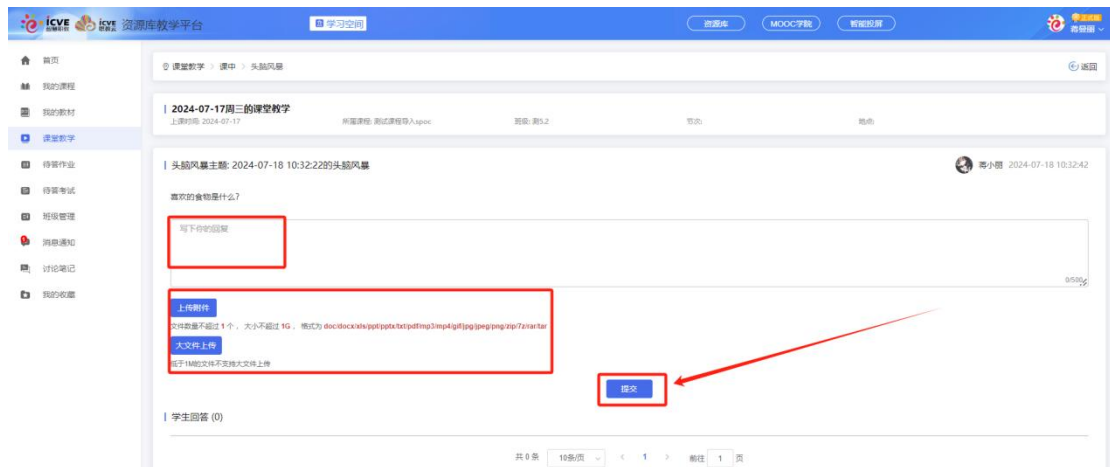 icve 智慧职教 icve 资源库教学平台 学习空间 资源库 MOOC学院 智能投屏
首页
我的课程
我的教材
课堂教学
待答作业
待答考试
班级管理
消息通知
讨论笔记
我的收藏
课堂教学 > 课中 > 头脑风暴 返回
2024-07-17周三的课堂教学
上课时间: 2024-07-17 所属课程: 测试课程导入spoc 班级: 测5.2 节次: 地点:
头脑风暴主题: 2024-07-18 10:32:22的头脑风暴 蒋小丽 2024-07-18 10:32:42
喜欢的食物是什么?
写下你的回复
0/500
上传附件
文件数量不超过 1 个， 大小不超过 1G， 格式为 doc/docx/xls/ppt/pptx/txt/pdf/mp3/mp4/gif/jpg/jpeg/png/zip/7z/rar/tar
大文件上传
低于1M的文件不支持大文件上传
提交
学生回答 (0)
共 0 条 10条/页 < 1 > 前往 1 页